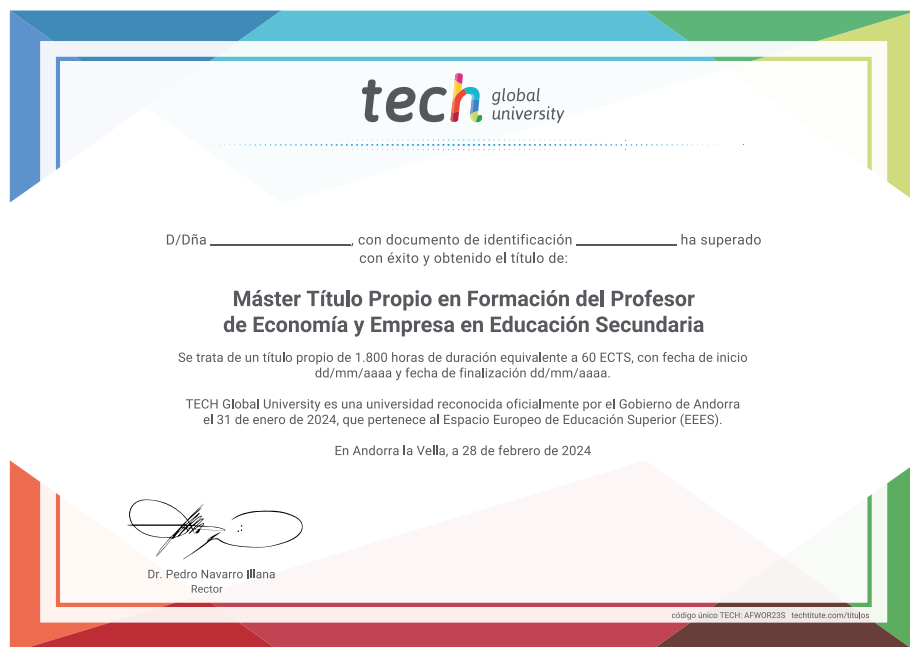 tech global university
D/Dña ____________________, con documento de identificación ______________ ha superado
con éxito y obtenido el título de:
Máster Título Propio en Formación del Profesor
de Economía y Empresa en Educación Secundaria
Se trata de un título propio de 1.800 horas de duración equivalente a 60 ECTS, con fecha de inicio
dd/mm/aaaa y fecha de finalización dd/mm/aaaa.
TECH Global University es una universidad reconocida oficialmente por el Gobierno de Andorra
el 31 de enero de 2024, que pertenece al Espacio Europeo de Educación Superior (EEES).
En Andorra la Vella, a 28 de febrero de 2024
Dr. Pedro Navarro Illana
Rector
código único TECH: AFWOR23S techtitute.com/titulos